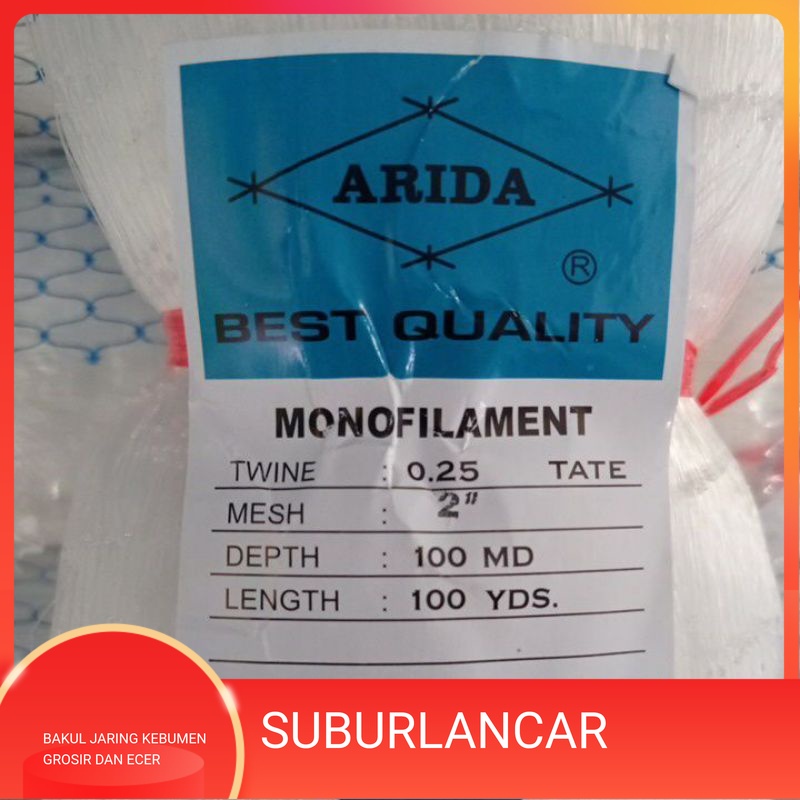 ARIDA
®
BEST QUALITY
MONOFILAMENT
TWINE : 0.25 TATE
MESH : 2"
DEPTH : 100 MD
LENGTH : 100 YDS.
BAKUL JARING KEBUMEN
GROSIR DAN ECER
SUBURLANCAR